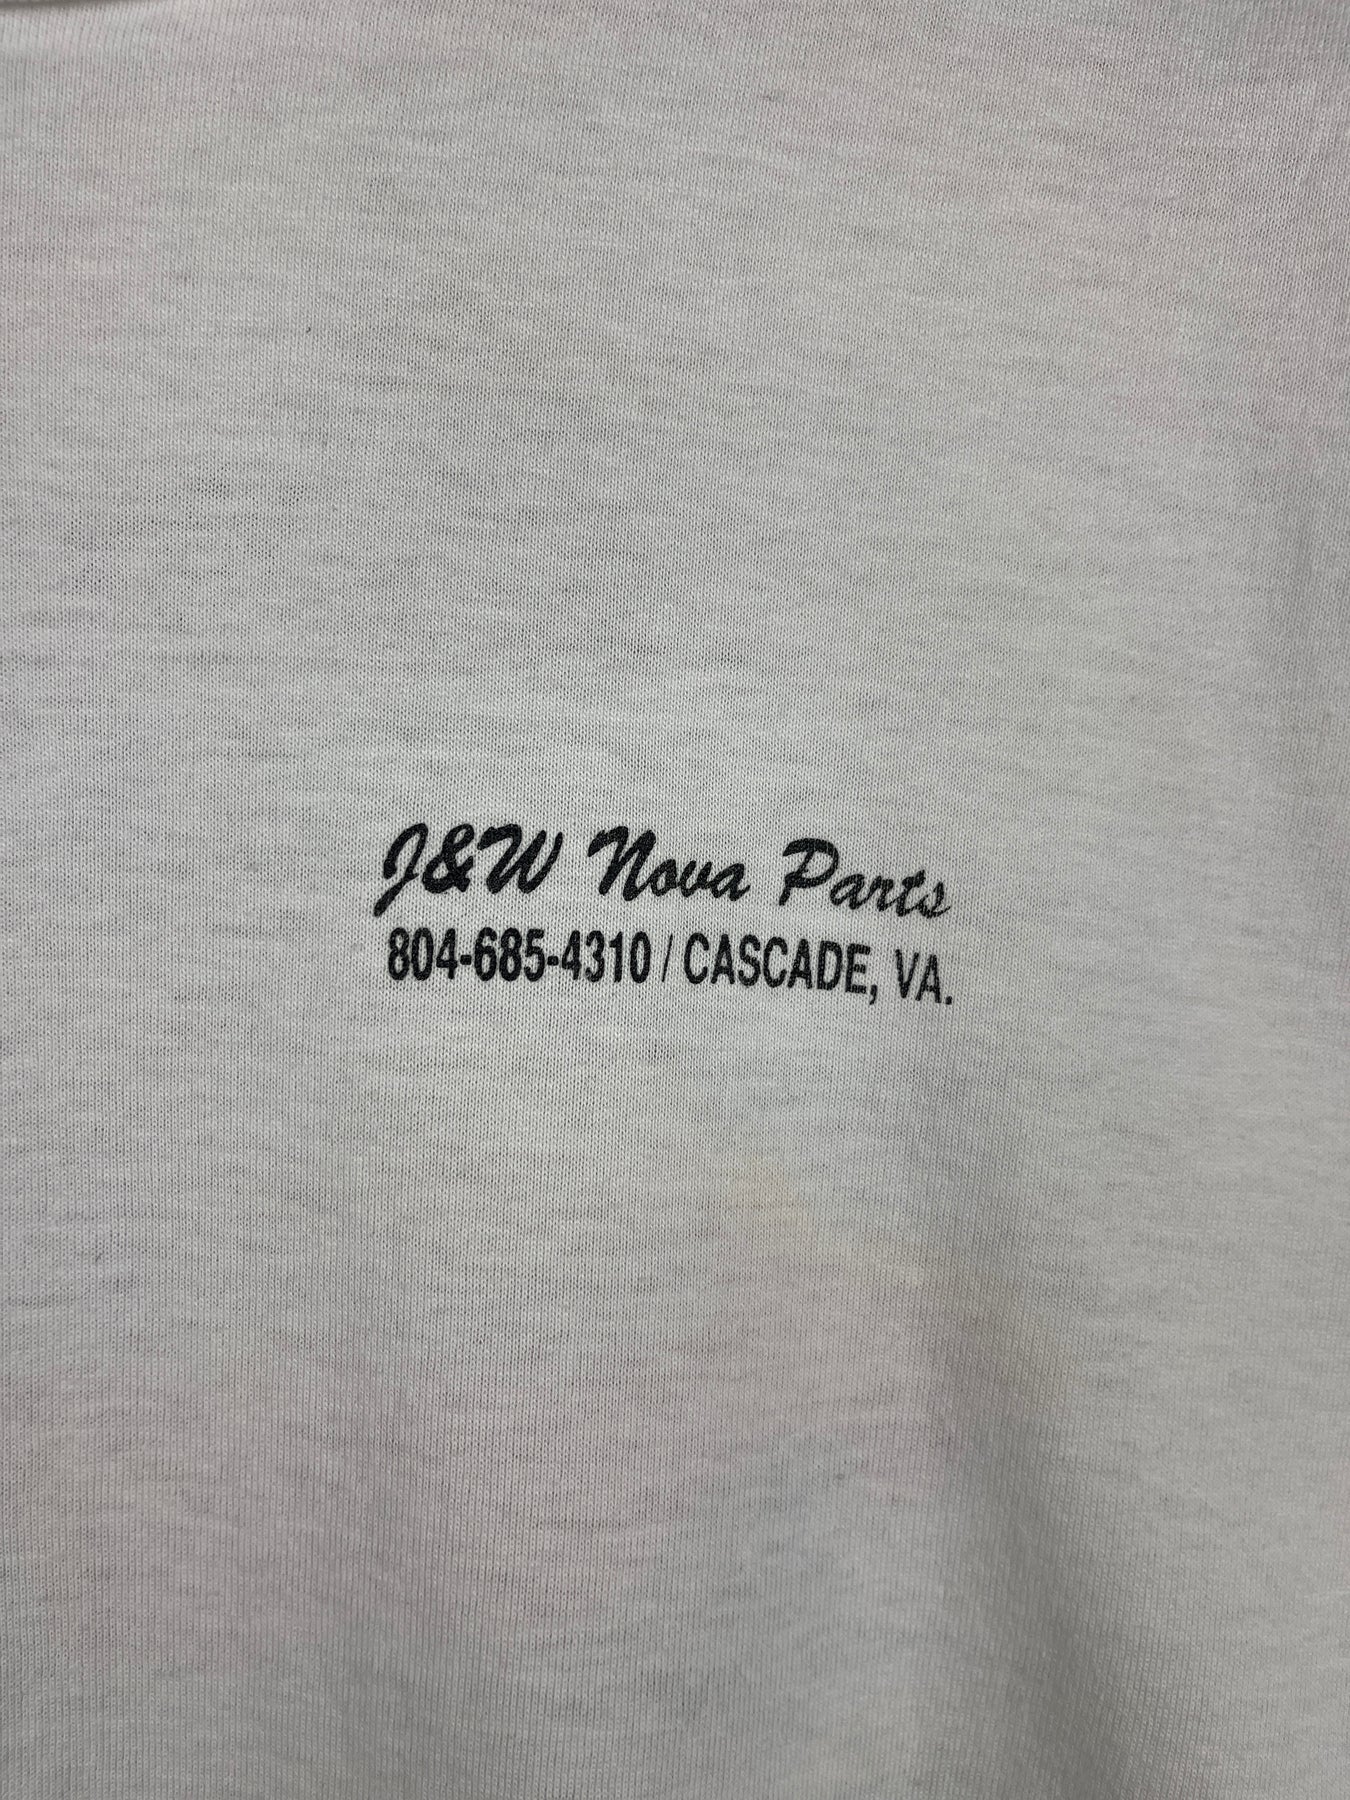 J&W Nova Parts
804-685-4310 / CASCADE, VA.